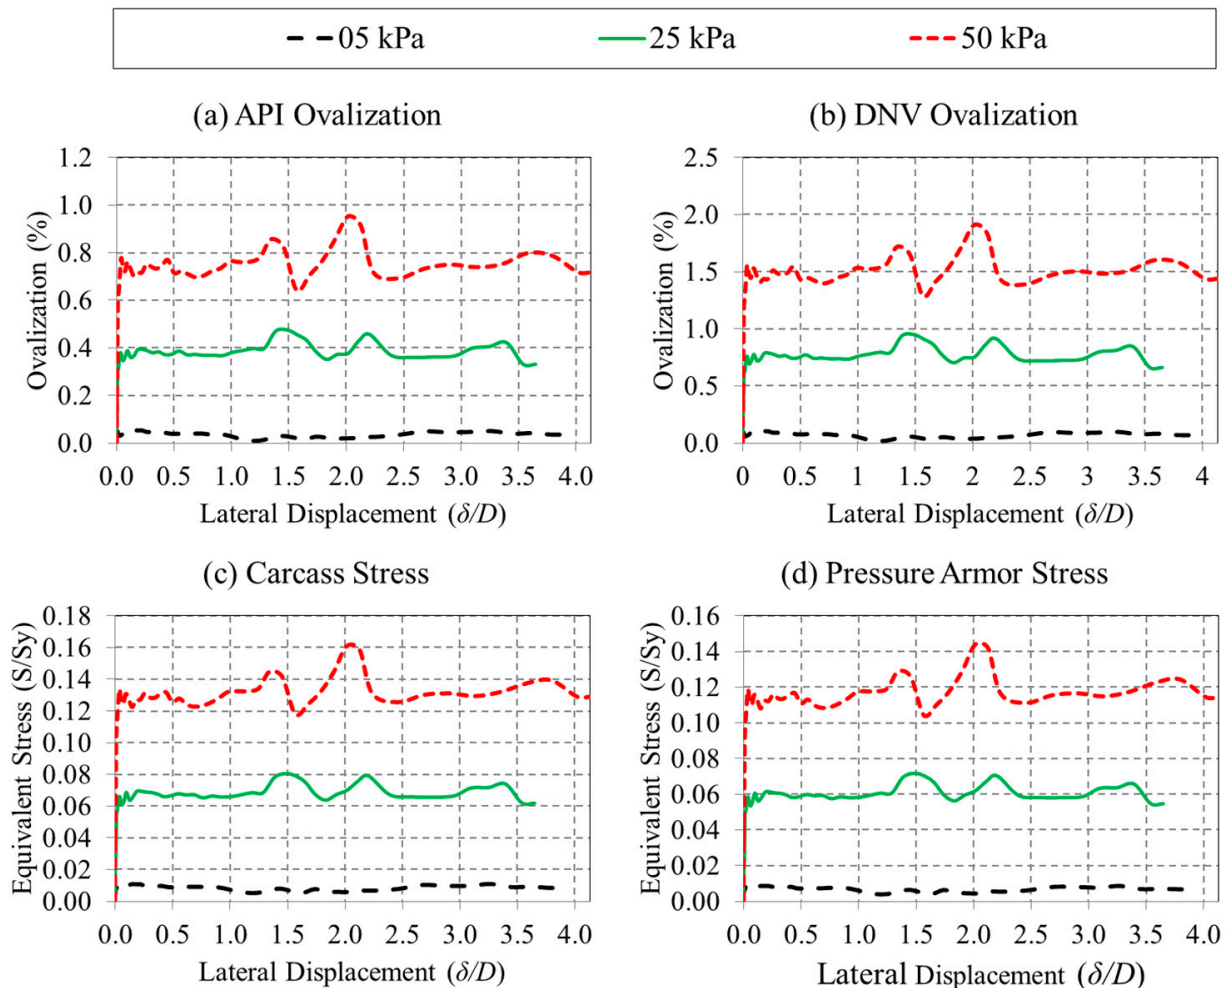 05 kPa 25 kPa 50 kPa
(a) API Ovalization
Ovalization (%)
1.2
1.0
0.8
0.6
0.4
0.2
0.0
0.0 0.5 1.0 1.5 2.0 2.5 3.0 3.5 4.0
Lateral Displacement (δ/D)
(b) DNV Ovalization
Ovalization (%)
2.5
2.0
1.5
1.0
0.5
0.0
0 0.5 1 1.5 2 2.5 3 3.5 4
Lateral Displacement (δ/D)
(c) Carcass Stress
Equivalent Stress (S/Sy)
0.18
0.16
0.14
0.12
0.10
0.08
0.06
0.04
0.02
0.00
0.0 0.5 1.0 1.5 2.0 2.5 3.0 3.5 4.0
Lateral Displacement (δ/D)
(d) Pressure Armor Stress
Equivalent Stress (S/Sy)
0.16
0.14
0.12
0.10
0.08
0.06
0.04
0.02
0.00
0.0 0.5 1.0 1.5 2.0 2.5 3.0 3.5 4.0
Lateral Displacement (δ/D)